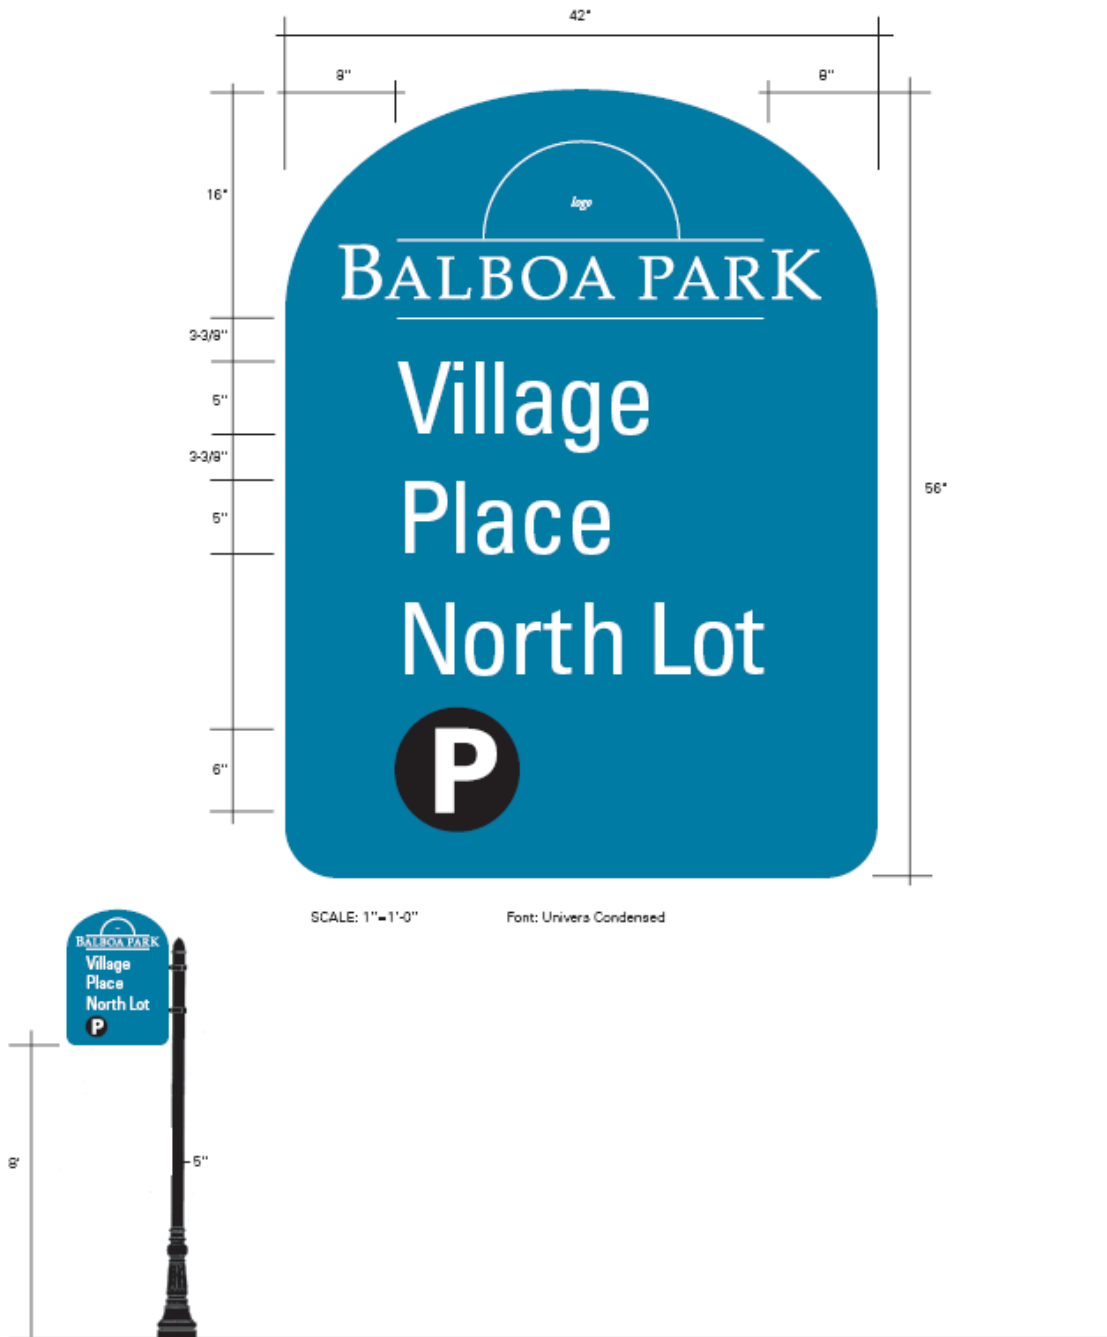 42"
8" 8"
16"
logo
BALBOA PARK
3-3/8"
Village
5"
3-3/8"
56"
Place
5"
North Lot
P
6"
SCALE: 1"=1'-0" Font: Univers Condensed
BALBOA PARK
Village
Place
North Lot
P
8'
5"